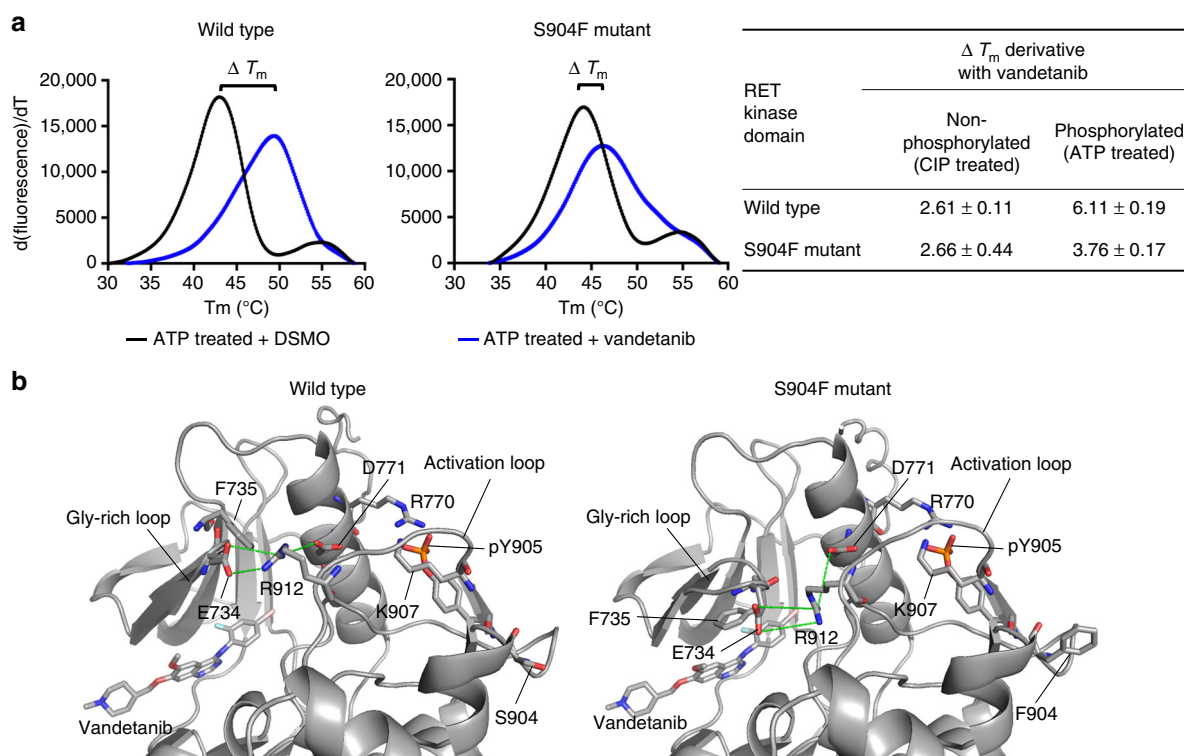 a
Wild type
S904F mutant
Δ Tm
Δ Tm
d(fluorescence)/dT
20,000
15,000
10,000
5000
0
30 35 40 45 50 55 60
Tm (°C)
20,000
15,000
10,000
5000
0
30 35 40 45 50 55 60
Tm (°C)
ATP treated + DSMO
ATP treated + vandetanib
RET kinase domain
Δ Tm derivative
with vandetanib
Non-
phosphorylated
(CIP treated)
Phosphorylated
(ATP treated)
Wild type 2.61 ± 0.11 6.11 ± 0.19
S904F mutant 2.66 ± 0.44 3.76 ± 0.17
b
Wild type
Gly-rich loop
F735
D771
Activation loop
R770
pY905
E734
R912
K907
S904
Vandetanib
S904F mutant
Gly-rich loop
D771
Activation loop
R770
pY905
F735
E734
R912
K907
F904
Vandetanib